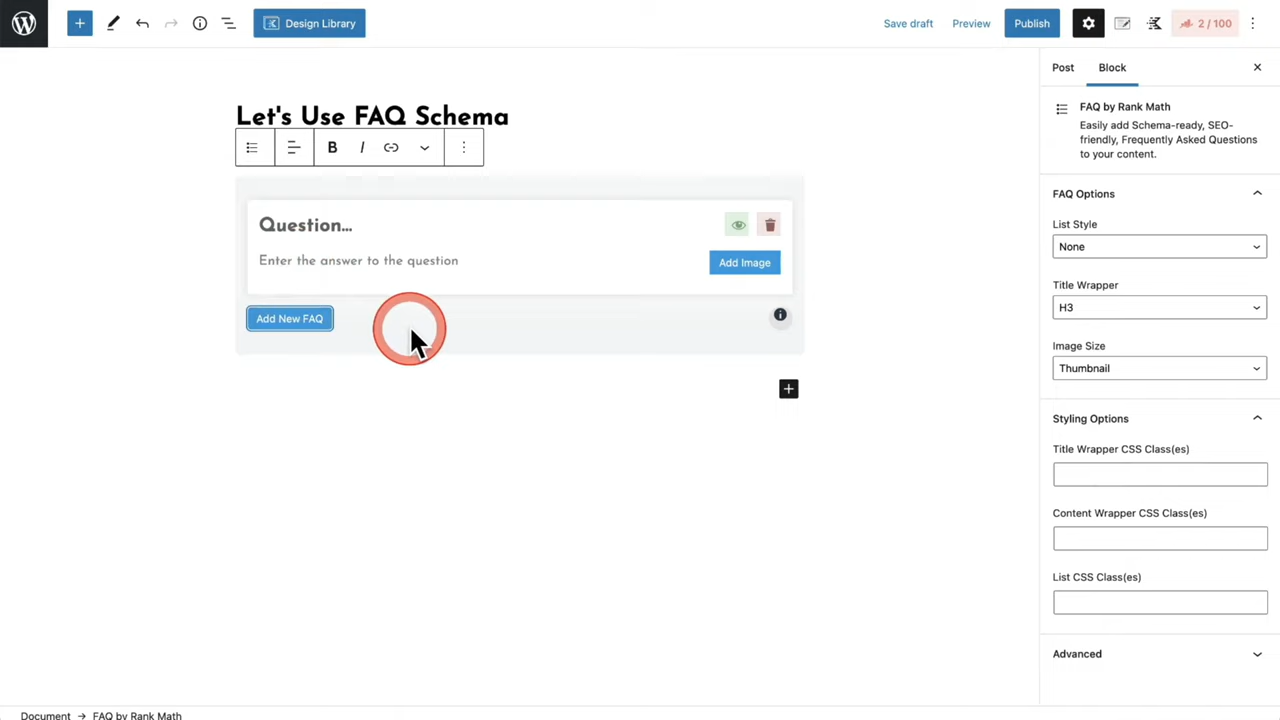 Design Library
Save draft
Preview
Publish
2 / 100
Post
Block
FAQ by Rank Math
Easily add Schema-ready, SEO-
friendly, Frequently Asked Questions
to your content.
Let's Use FAQ Schema
B
I
Question...
Enter the answer to the question
Add Image
Add New FAQ
FAQ Options
List Style
None
Title Wrapper
H3
Image Size
Thumbnail
Styling Options
Title Wrapper CSS Class(es)
Content Wrapper CSS Class(es)
List CSS Class(es)
Advanced
Document → FAQ by Rank Math